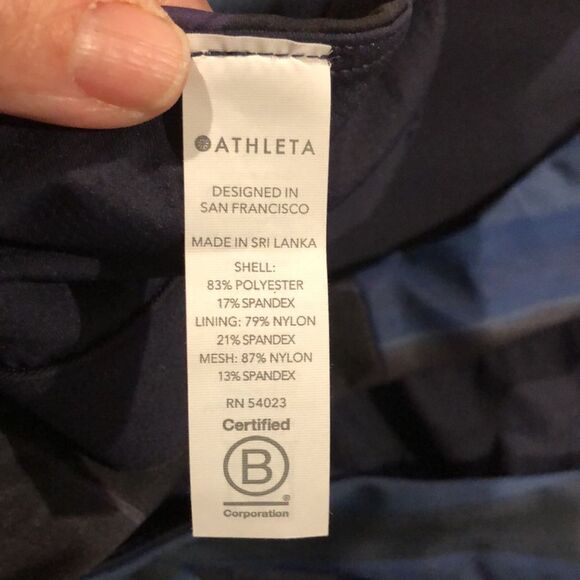 ATHLETA
DESIGNED IN
SAN FRANCISCO
MADE IN SRI LANKA
SHELL:
83% POLYESTER
17% SPANDEX
LINING: 79% NYLON
21% SPANDEX
MESH: 87% NYLON
13% SPANDEX
RN 54023
Certified
B
®
Corporation